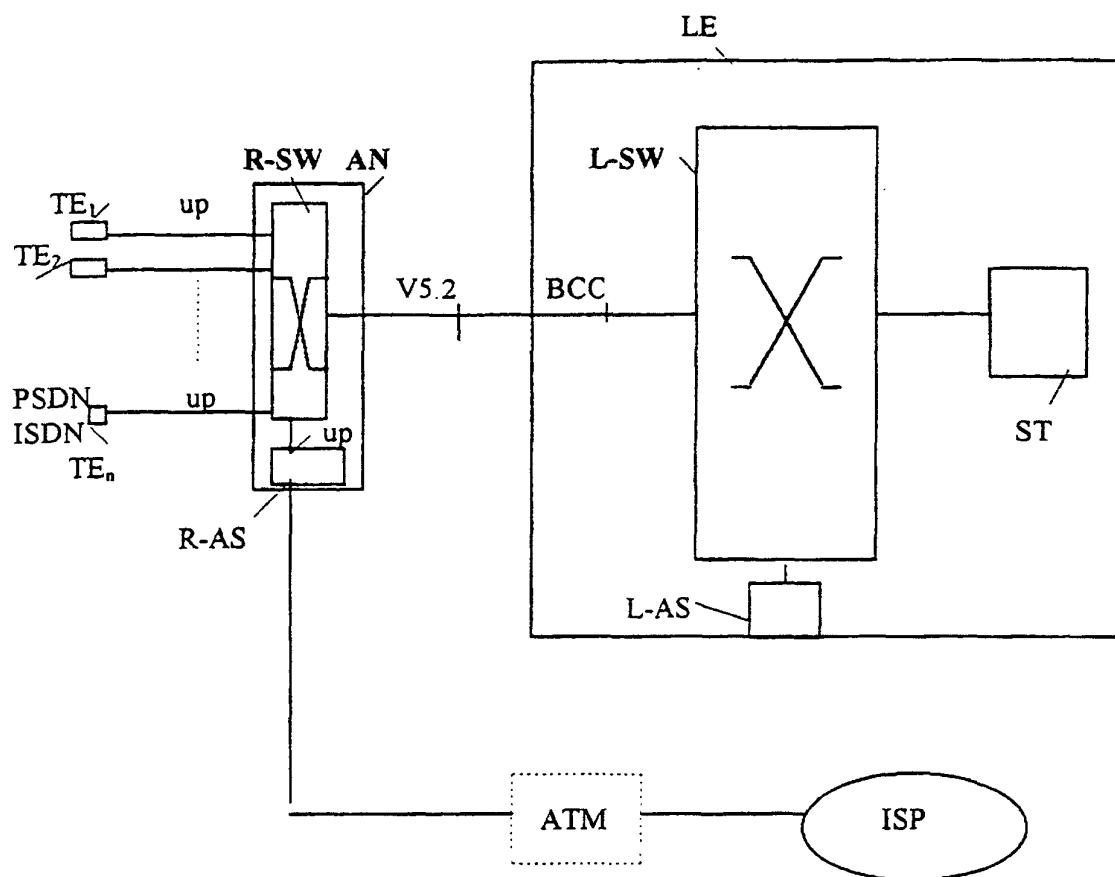 LE
R-SW AN
L-SW
TE₁ up
TE₂
V5.2 BCC
PSDN up
ISDN
up
TEₙ
ST
R-AS
L-AS
ATM
ISP